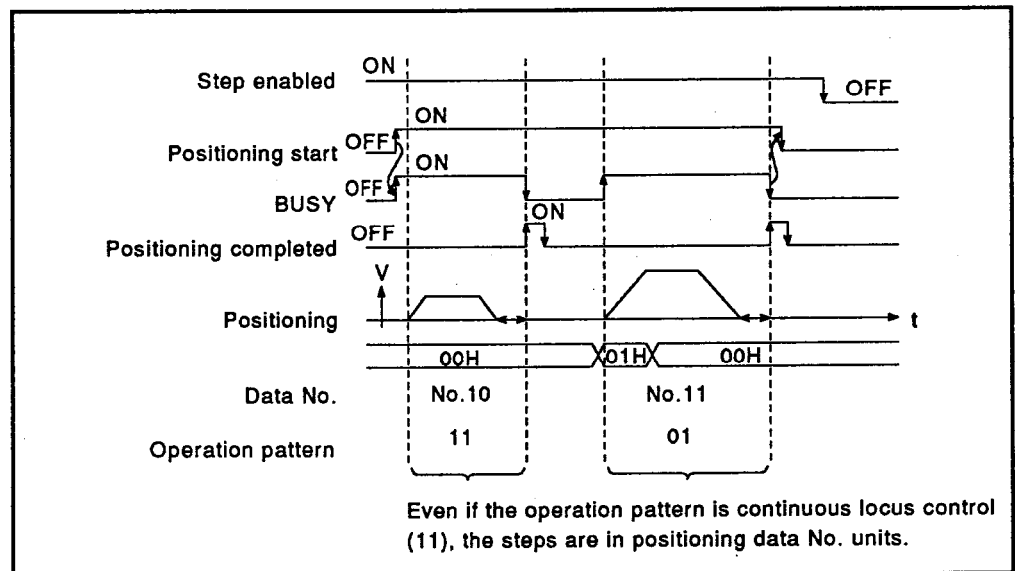 ON
Step enabled
OFF
ON
OFF
Positioning start
ON
OFF
BUSY
ON
OFF
Positioning completed
V
Positioning
t
00H 01H 00H
Data No. No.10 No.11
Operation pattern 11 01
Even if the operation pattern is continuous locus control
(11), the steps are in positioning data No. units.